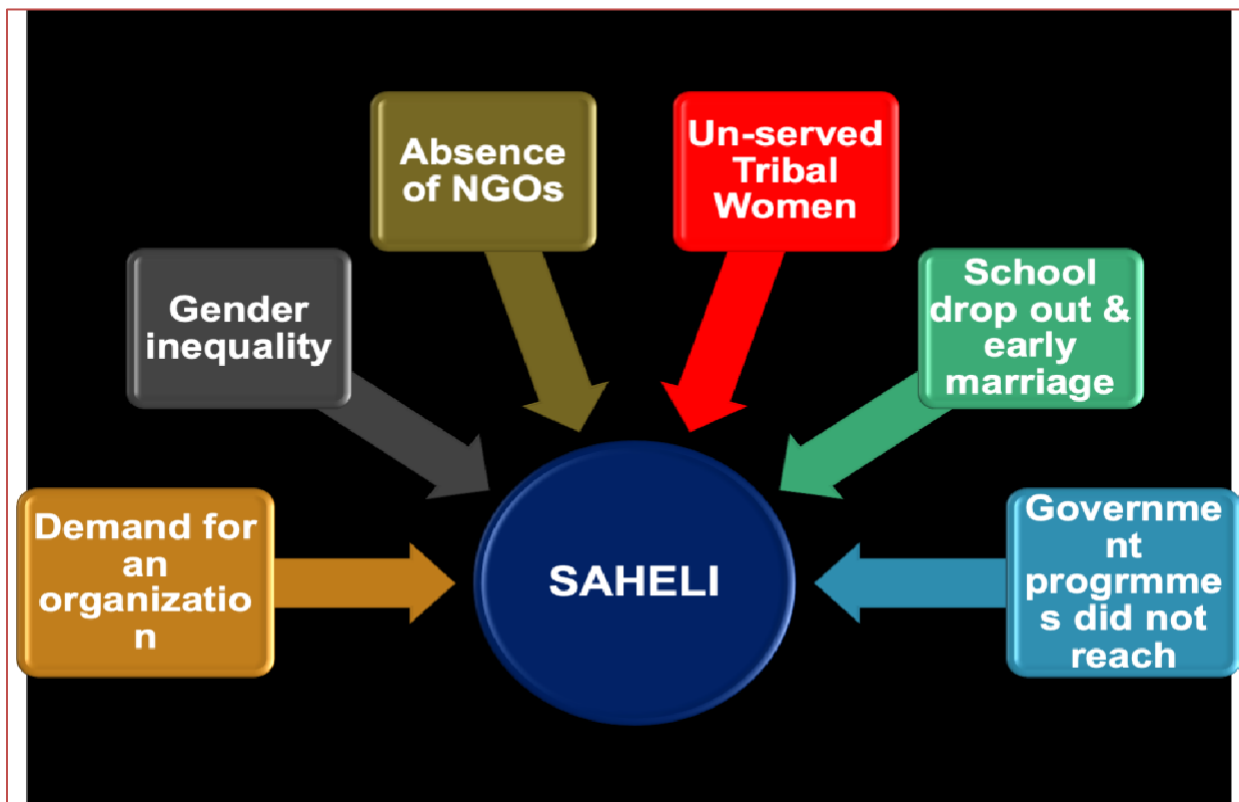 Absence
of NGOs
Un-served
Tribal
Women
Gender
inequality
School
drop out &
early
marriage
Demand for
an
organizatio
n
SAHELI
Governme
nt
progrmme
s did not
reach